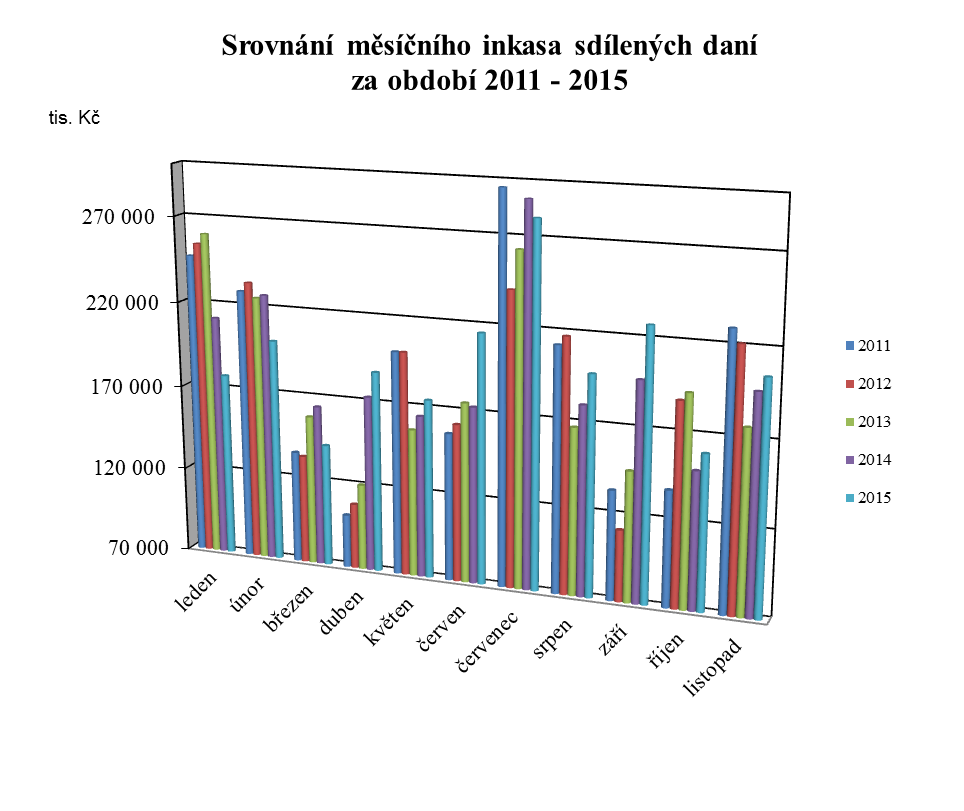 Srovnání měsíčního inkasa sdílených daní
za období 2011 - 2015
tis. Kč
270 000
220 000
170 000
120 000
70 000
leden
únor
březen
duben
květen
červen
červenec
srpen
září
říjen
listopad
2011
2012
2013
2014
2015